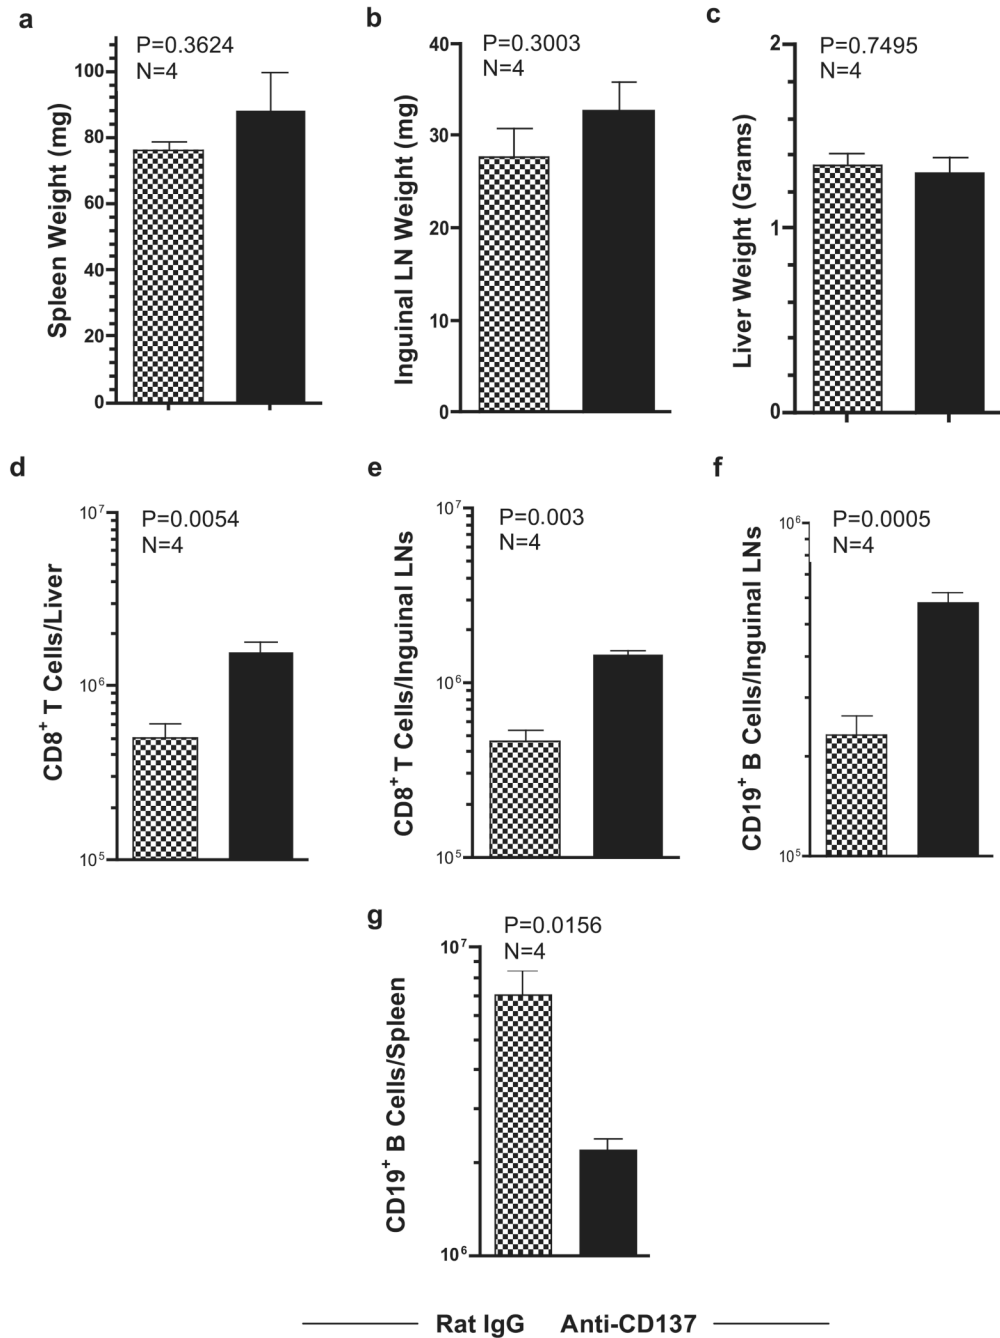 a
P=0.3624
N=4
Spleen Weight (mg)
100
80
60
40
20
0
b
P=0.3003
N=4
Inguinal LN Weight (mg)
40
30
20
10
0
c
P=0.7495
N=4
Liver Weight (Grams)
2
1
0
d
P=0.0054
N=4
CD8⁺ T Cells/Liver
10⁷
10⁶
10⁵
e
P=0.003
N=4
CD8⁺ T Cells/Inguinal LNs
10⁷
10⁶
10⁵
f
P=0.0005
N=4
CD19⁺ B Cells/Inguinal LNs
10⁶
10⁵
g
P=0.0156
N=4
CD19⁺ B Cells/Spleen
10⁷
10⁶
Rat IgG Anti-CD137